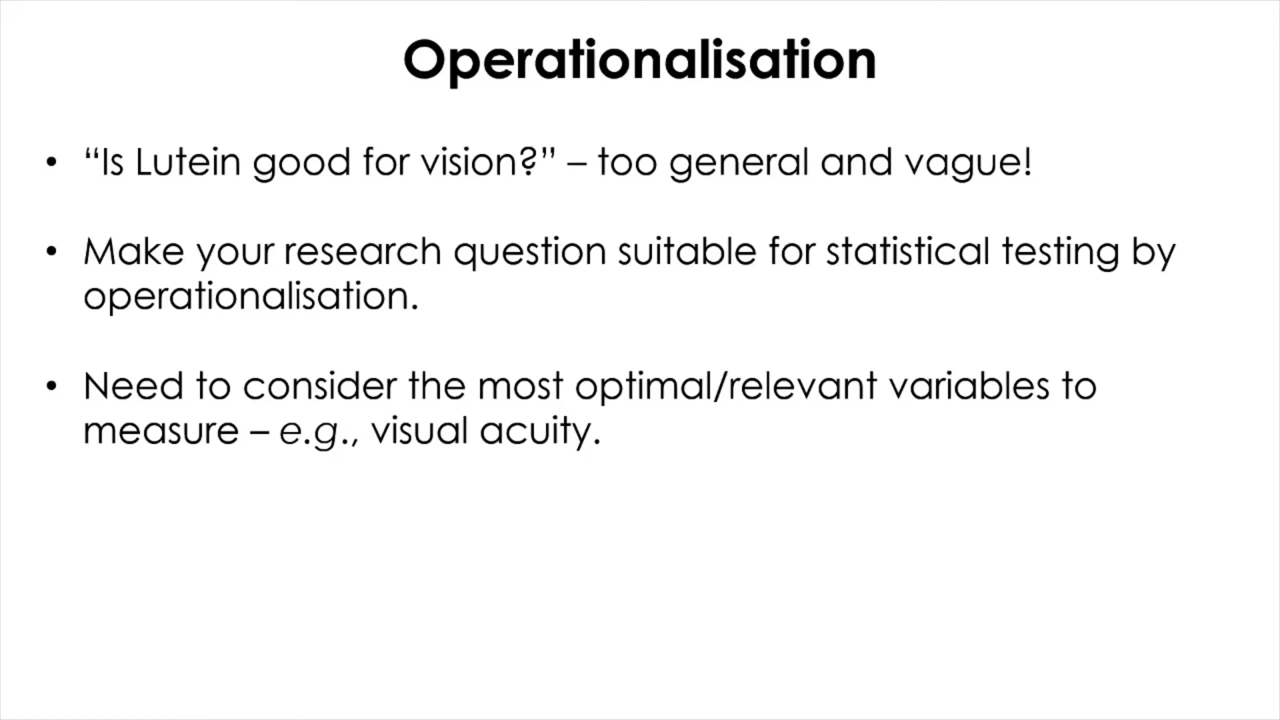 Operationalisation
• “Is Lutein good for vision?” – too general and vague!
• Make your research question suitable for statistical testing by
operationalisation.
• Need to consider the most optimal/relevant variables to
measure – e.g., visual acuity.